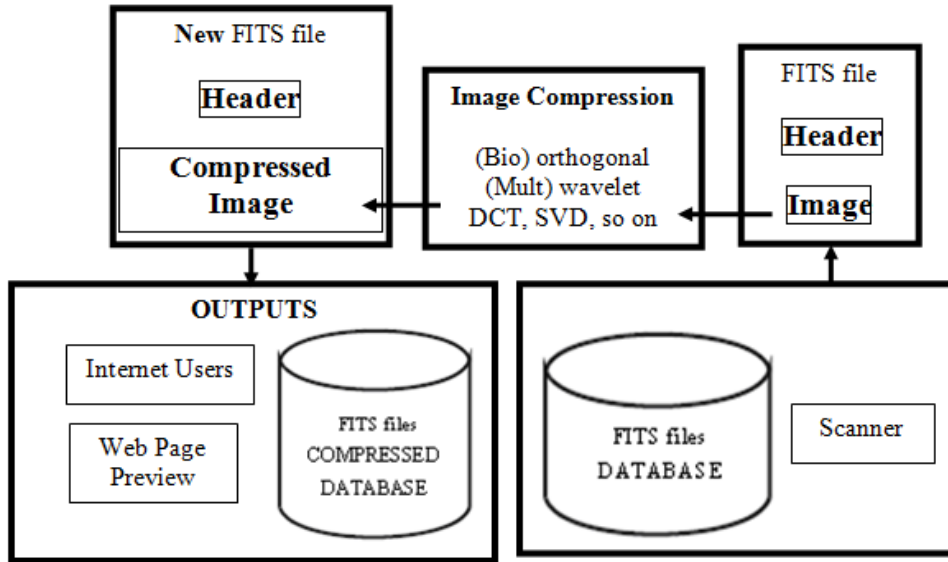 New FITS file
Header
Compressed
Image
Image Compression
(Bio) orthogonal
(Mult) wavelet
DCT, SVD, so on
FITS file
Header
Image
OUTPUTS
Internet Users
Web Page
Preview
FITS files
COMPRESSED
DATABASE
FITS files
DATABASE
Scanner